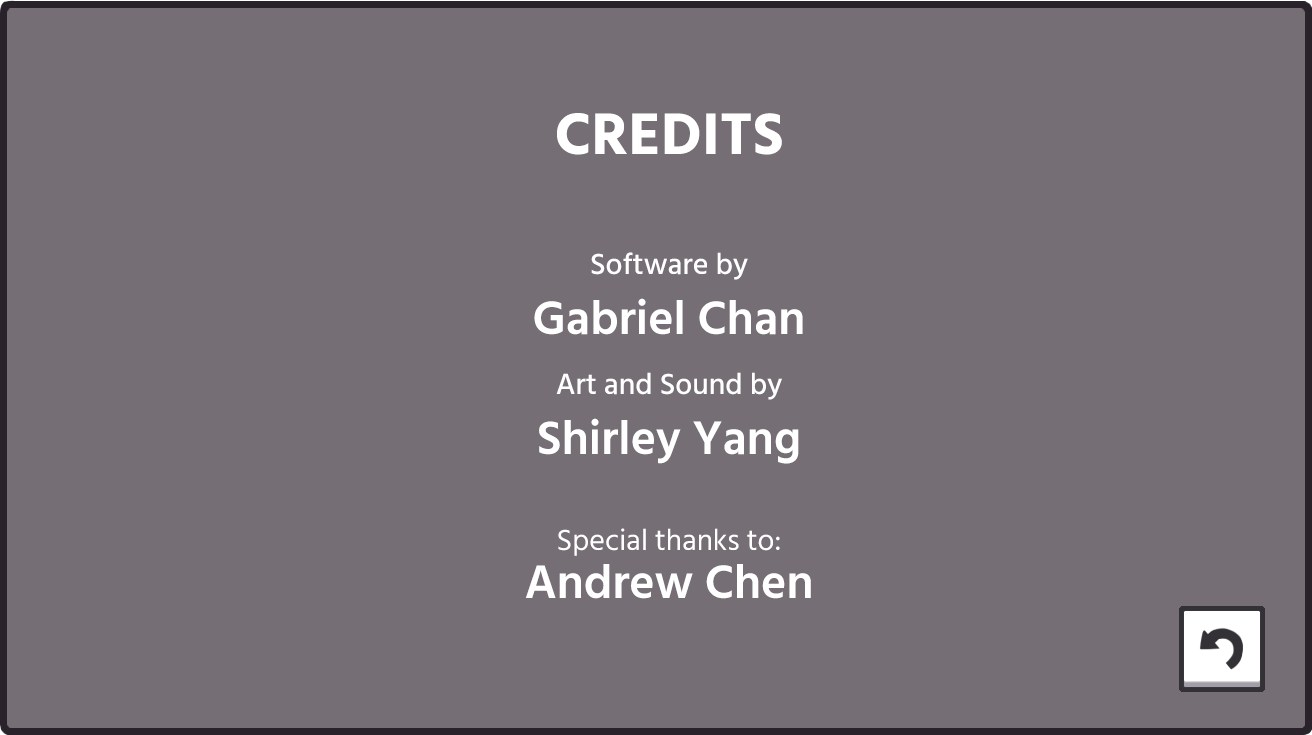 CREDITS
Software by
Gabriel Chan
Art and Sound by
Shirley Yang
Special thanks to:
Andrew Chen